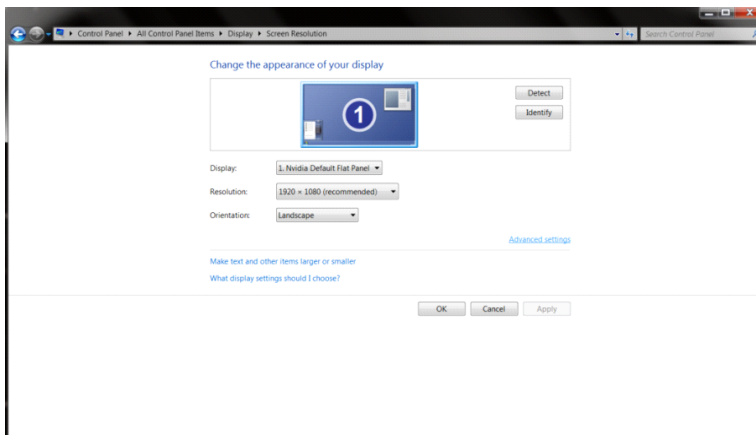 Control Panel ▸ All Control Panel Items ▸ Display ▸ Screen Resolution
Search Control Panel
Change the appearance of your display
1
Detect
Identify
Display: 1. Nvidia Default Flat Panel
Resolution: 1920 × 1080 (recommended)
Orientation: Landscape
Advanced settings
Make text and other items larger or smaller
What display settings should I choose?
OK Cancel Apply